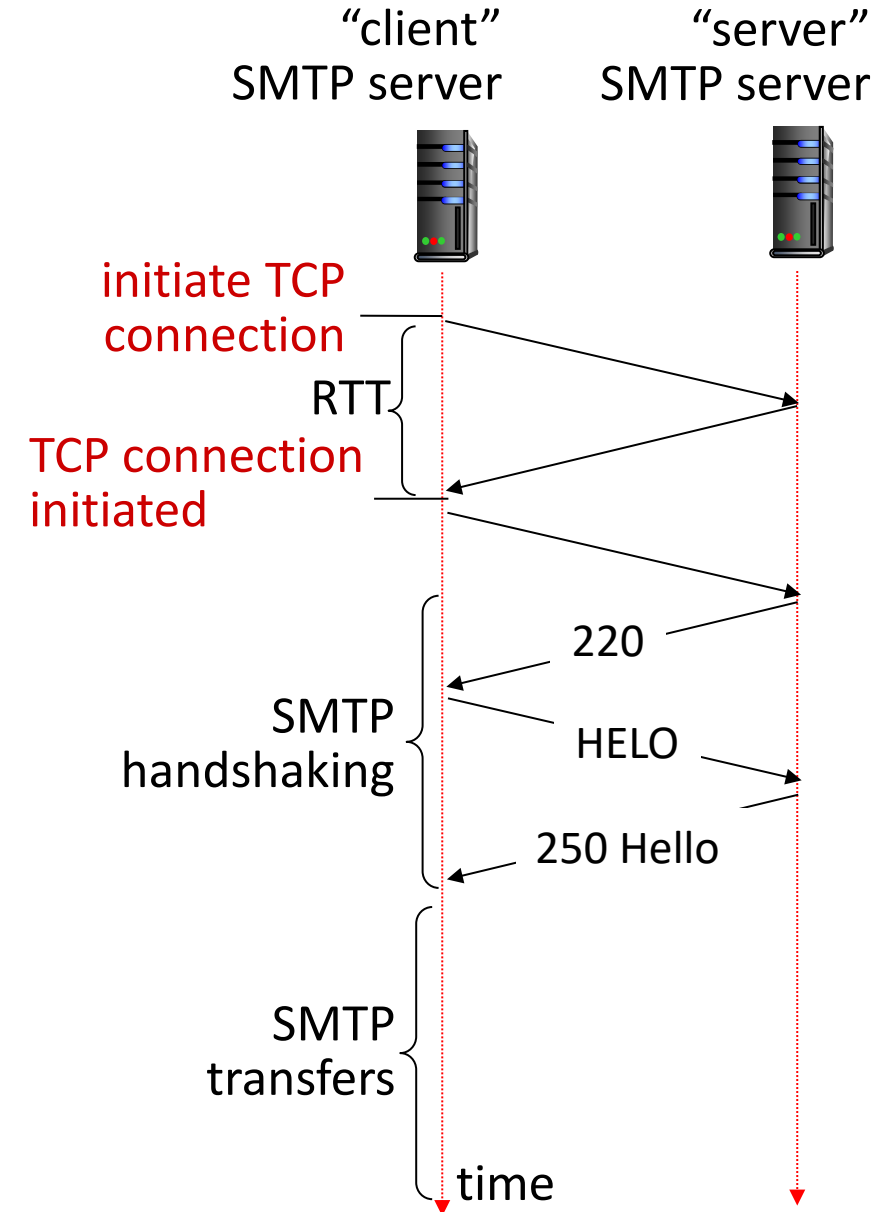 “client”
SMTP server
“server”
SMTP server
initiate TCP
connection
RTT
TCP connection
initiated
220
SMTP
handshaking
HELO
250 Hello
SMTP
transfers
time